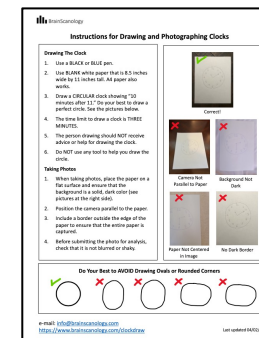 BrainScanology
Instructions for Drawing and Photographing Clocks
Drawing The Clock
1. Use a BLACK or BLUE pen.
2. Use BLANK white paper that is 8.5 inches
wide by 11 inches tall. A4 paper also
works.
3. Draw a CIRCULAR clock showing "10
minutes after 11." Do your best to draw a
perfect circle. See the pictures below.
4. The time limit to draw a clock is THREE
MINUTES.
5. The person drawing should NOT receive
advice or help for drawing the clock.
6. Do NOT use any tool to help you draw the
circle.
Taking Photos
1. When taking photos, place the paper on a
flat surface and ensure that the
background is a solid, dark color (see
pictures at the right side).
2. Position the camera parallel to the paper.
3. Include a border outside the edge of the
paper to ensure that the entire paper is
captured.
4. Before submitting the photo for analysis,
check that it is not blurred or shaky.
Correct!
Camera Not
Parallel to Paper
Background Not
Dark
Paper Not Centered
in Image
No Dark Border
Do Your Best to AVOID Drawing Ovals or Rounded Corners
e-mail: info@brainscanology.com
https://www.brainscanology.com/clockdraw